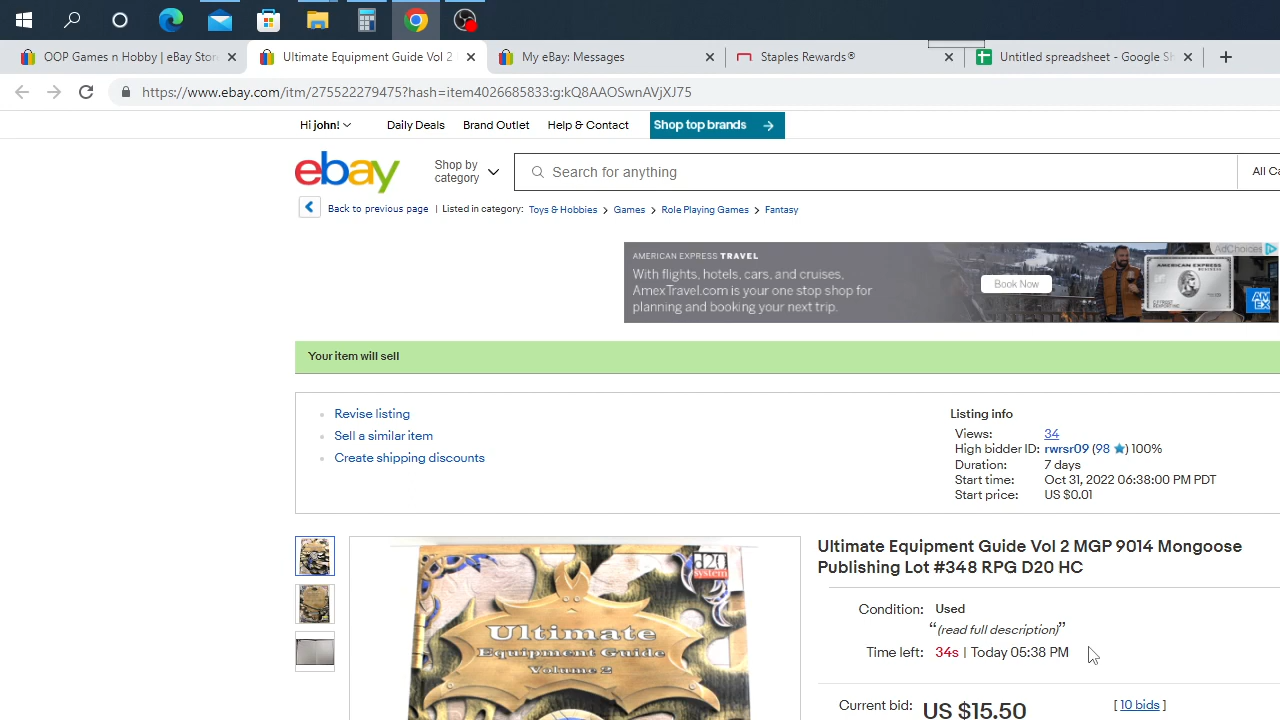 OOP Games n Hobby | eBay Stor
Ultimate Equipment Guide Vol 2
My eBay: Messages
Staples Rewards®
Untitled spreadsheet - Google Sh
https://www.ebay.com/itm/275522279475?hash=item4026685833:g:kQ8AAOSwnAVjXJ75
Hi john!
Daily Deals
Brand Outlet
Help & Contact
Shop top brands
ebay
Shop by
category
Search for anything
All Ca
Back to previous page | Listed in category: Toys & Hobbies > Games > Role Playing Games > Fantasy
AMERICAN EXPRESS TRAVEL
With flights, hotels, cars, and cruises,
AmexTravel.com is your one stop shop for
planning and booking your next trip.
Book Now
AdChoices
AMERICAN EXPRESS
Your item will sell
Revise listing
Sell a similar item
Create shipping discounts
Listing info
Views: 34
High bidder ID: rwrsr09 (98 ★) 100%
Duration: 7 days
Start time: Oct 31, 2022 06:38:00 PM PDT
Start price: US $0.01
d20
system
Ultimate
Equipment Guide
Volume 2
Ultimate Equipment Guide Vol 2 MGP 9014 Mongoose
Publishing Lot #348 RPG D20 HC
Condition: Used
“(read full description)”
Time left: 34s | Today 05:38 PM
Current bid: US $15.50 [ 10 bids ]